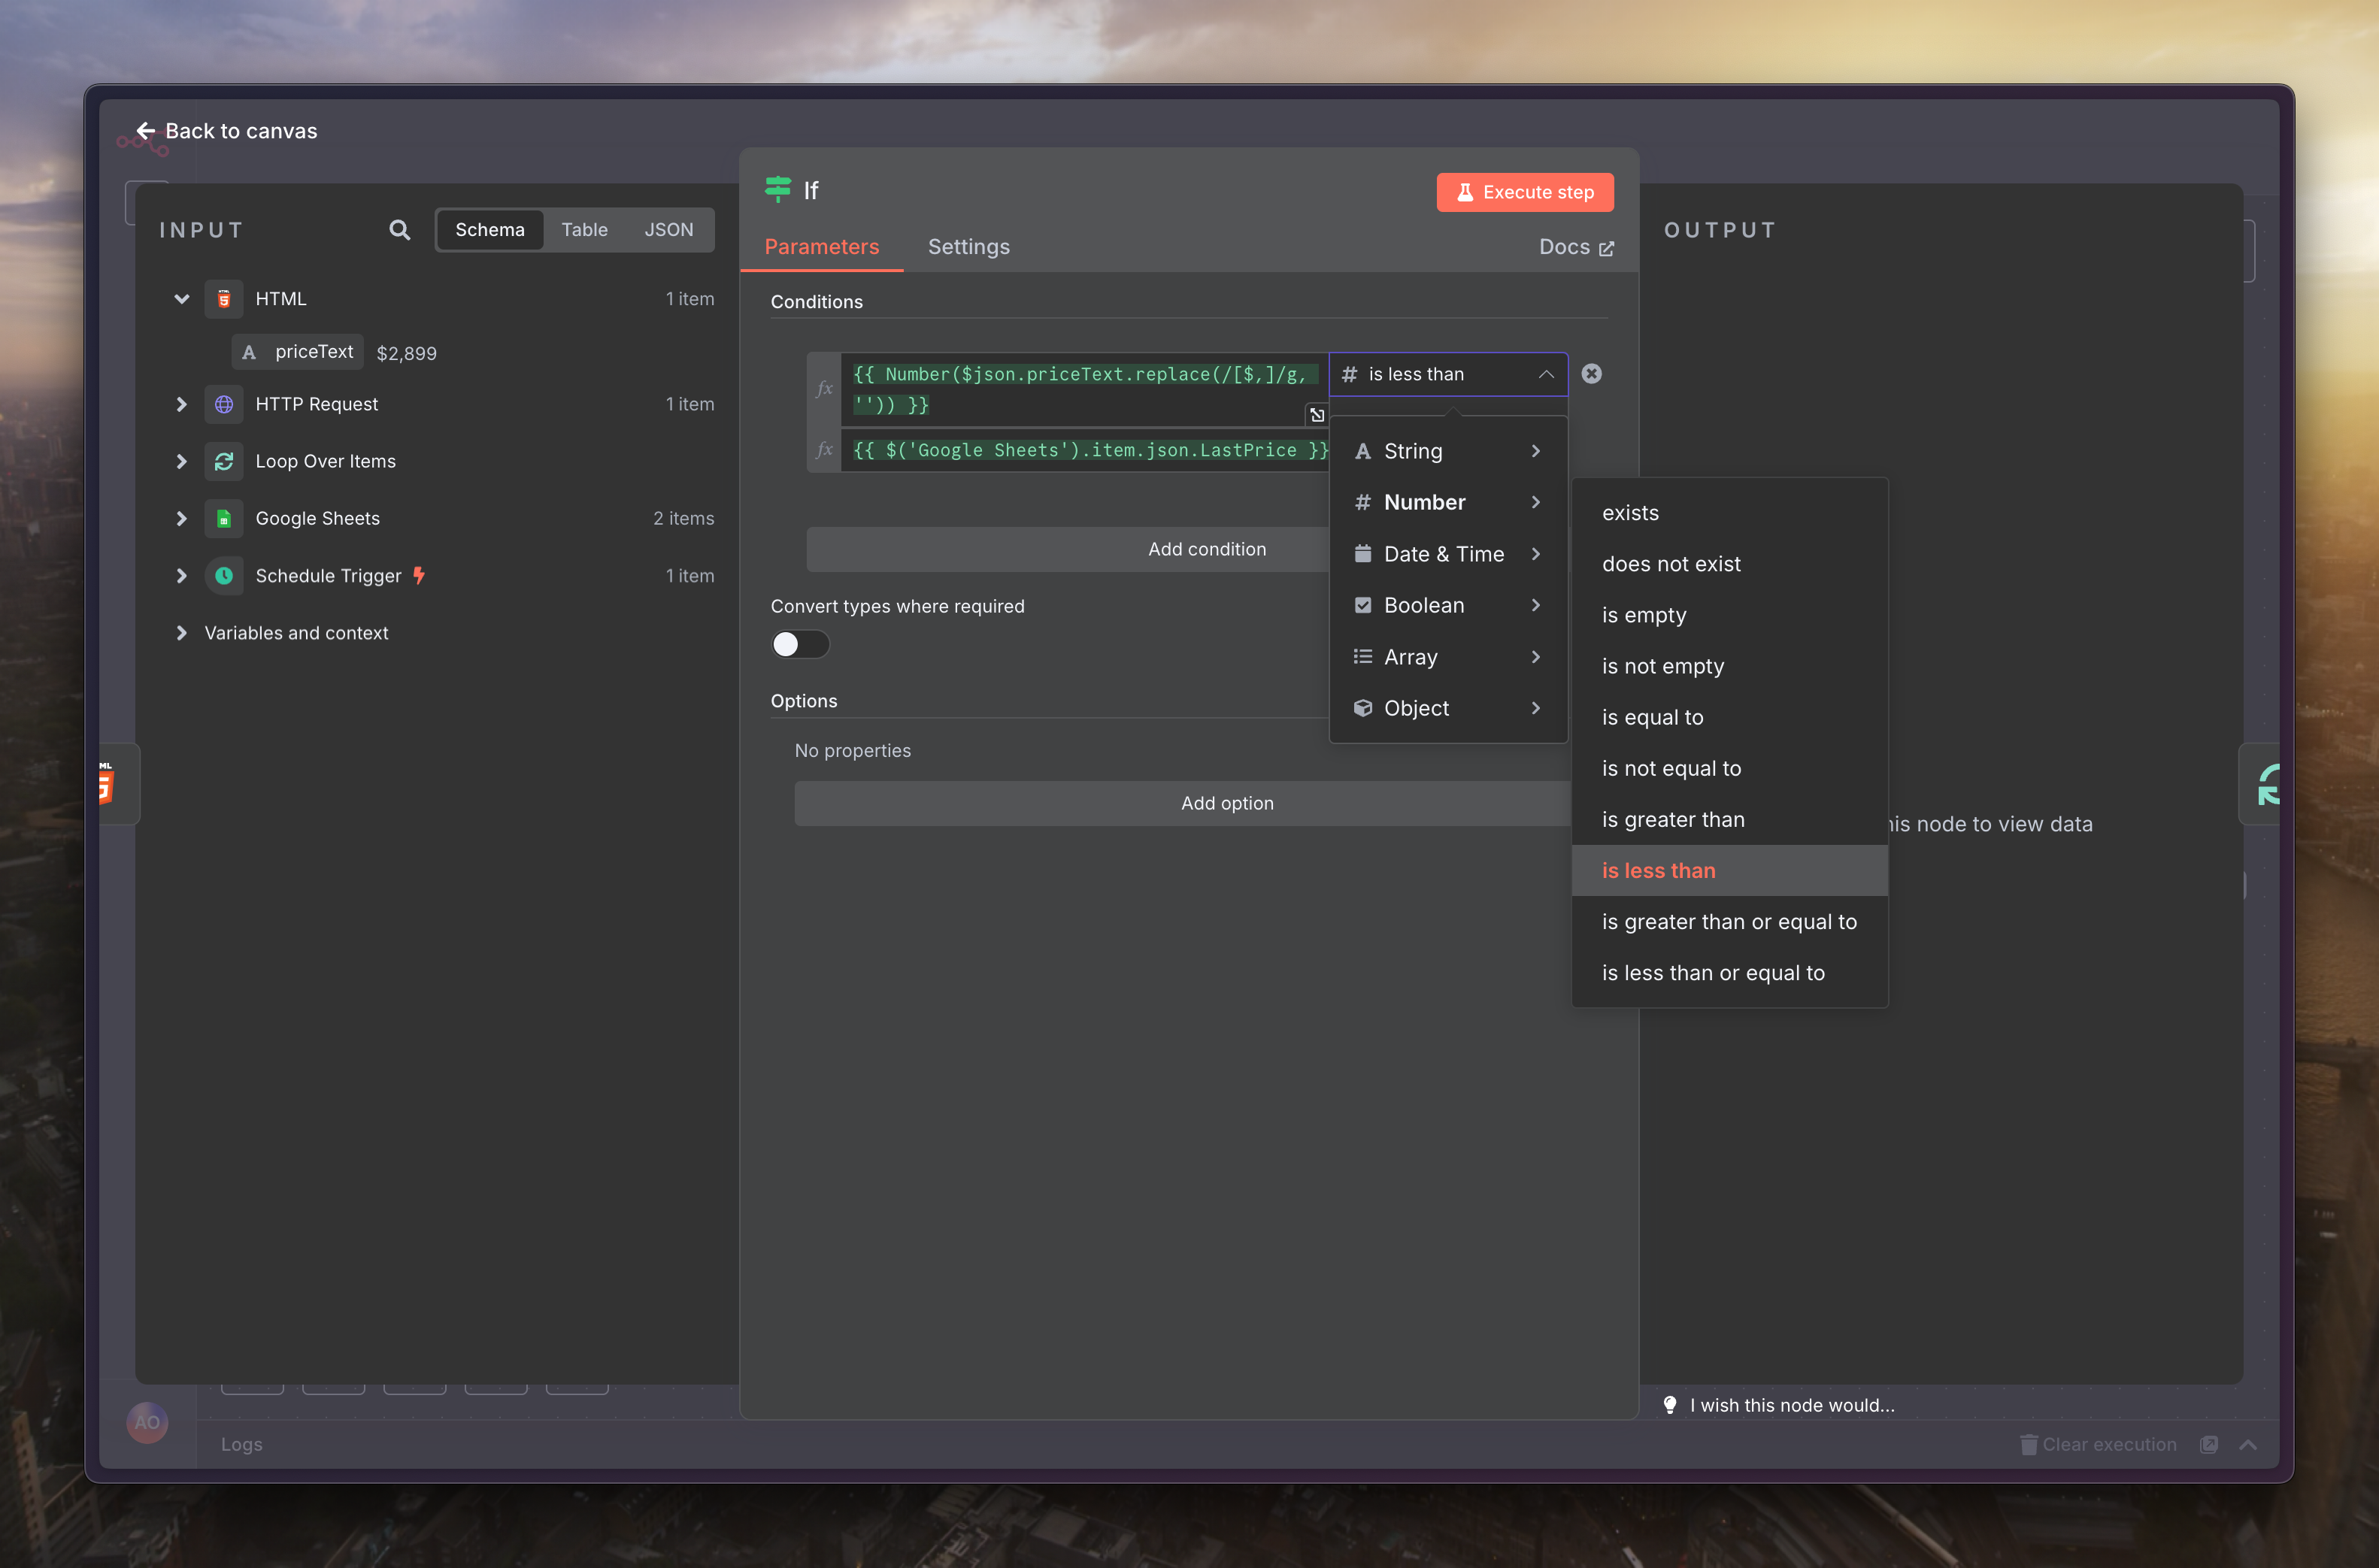 Back to canvas
INPUT
Schema
Table
JSON
HTML
1 item
A
priceText
$2,899
HTTP Request
1 item
Loop Over Items
Google Sheets
2 items
Schedule Trigger
1 item
Variables and context
If
Execute step
Parameters
Settings
Docs
Conditions
fx
{{ Number($json.priceText.replace(/[$,]/g,
'')) }}
# is less than
fx
{{ $('Google Sheets').item.json.LastPrice }}
Add condition
Convert types where required
Options
No properties
Add option
A String
# Number
Date & Time
Boolean
Array
Object
exists
does not exist
is empty
is not empty
is equal to
is not equal to
is greater than
is less than
is greater than or equal to
is less than or equal to
OUTPUT
his node to view data
I wish this node would...
AO
Logs
Clear execution